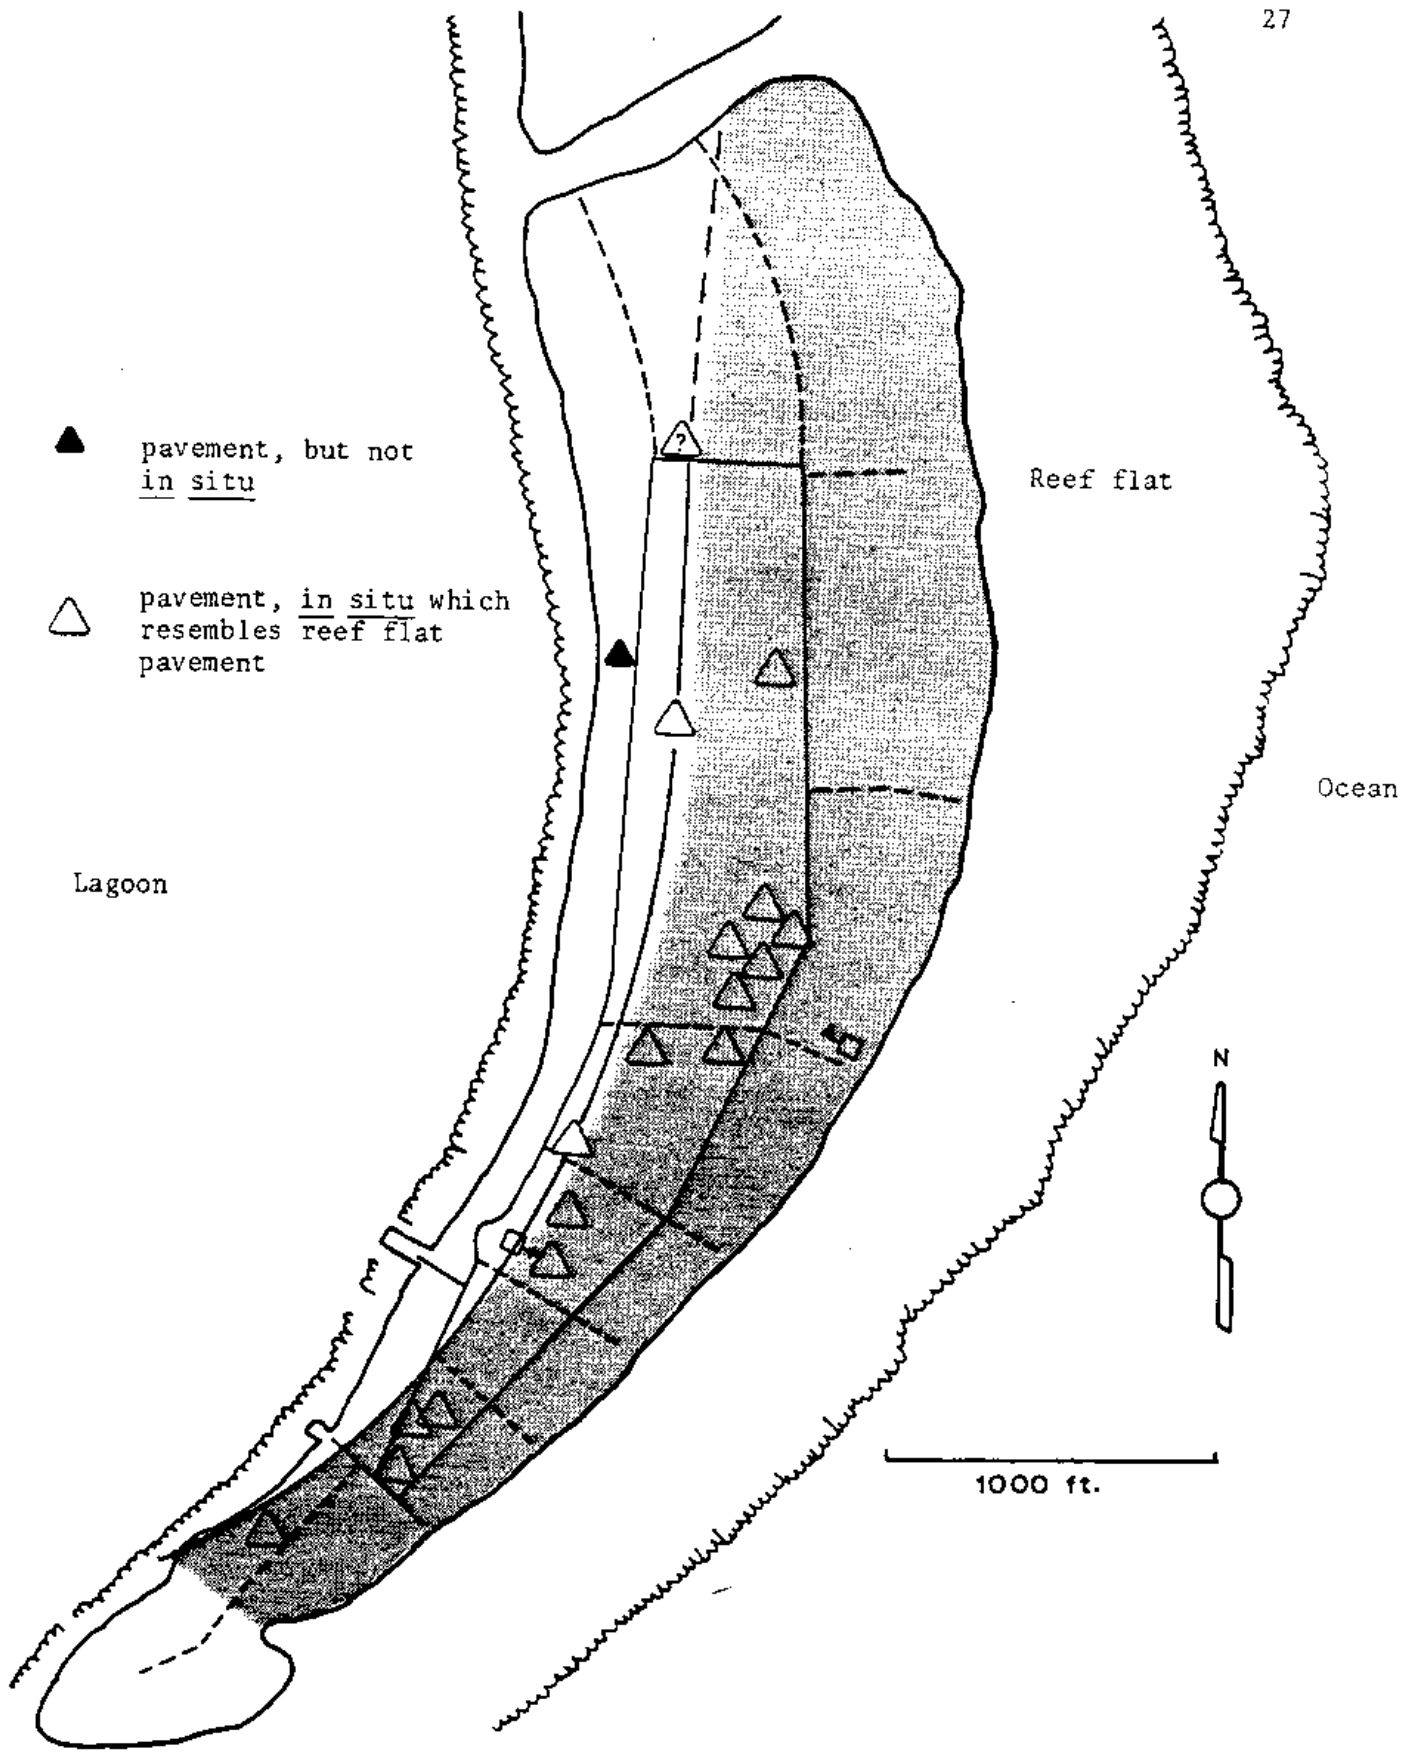 27
pavement, but not
in situ
Reef flat
pavement, in situ which
resembles reef flat
pavement
?
Ocean
Lagoon
N
1000 ft.